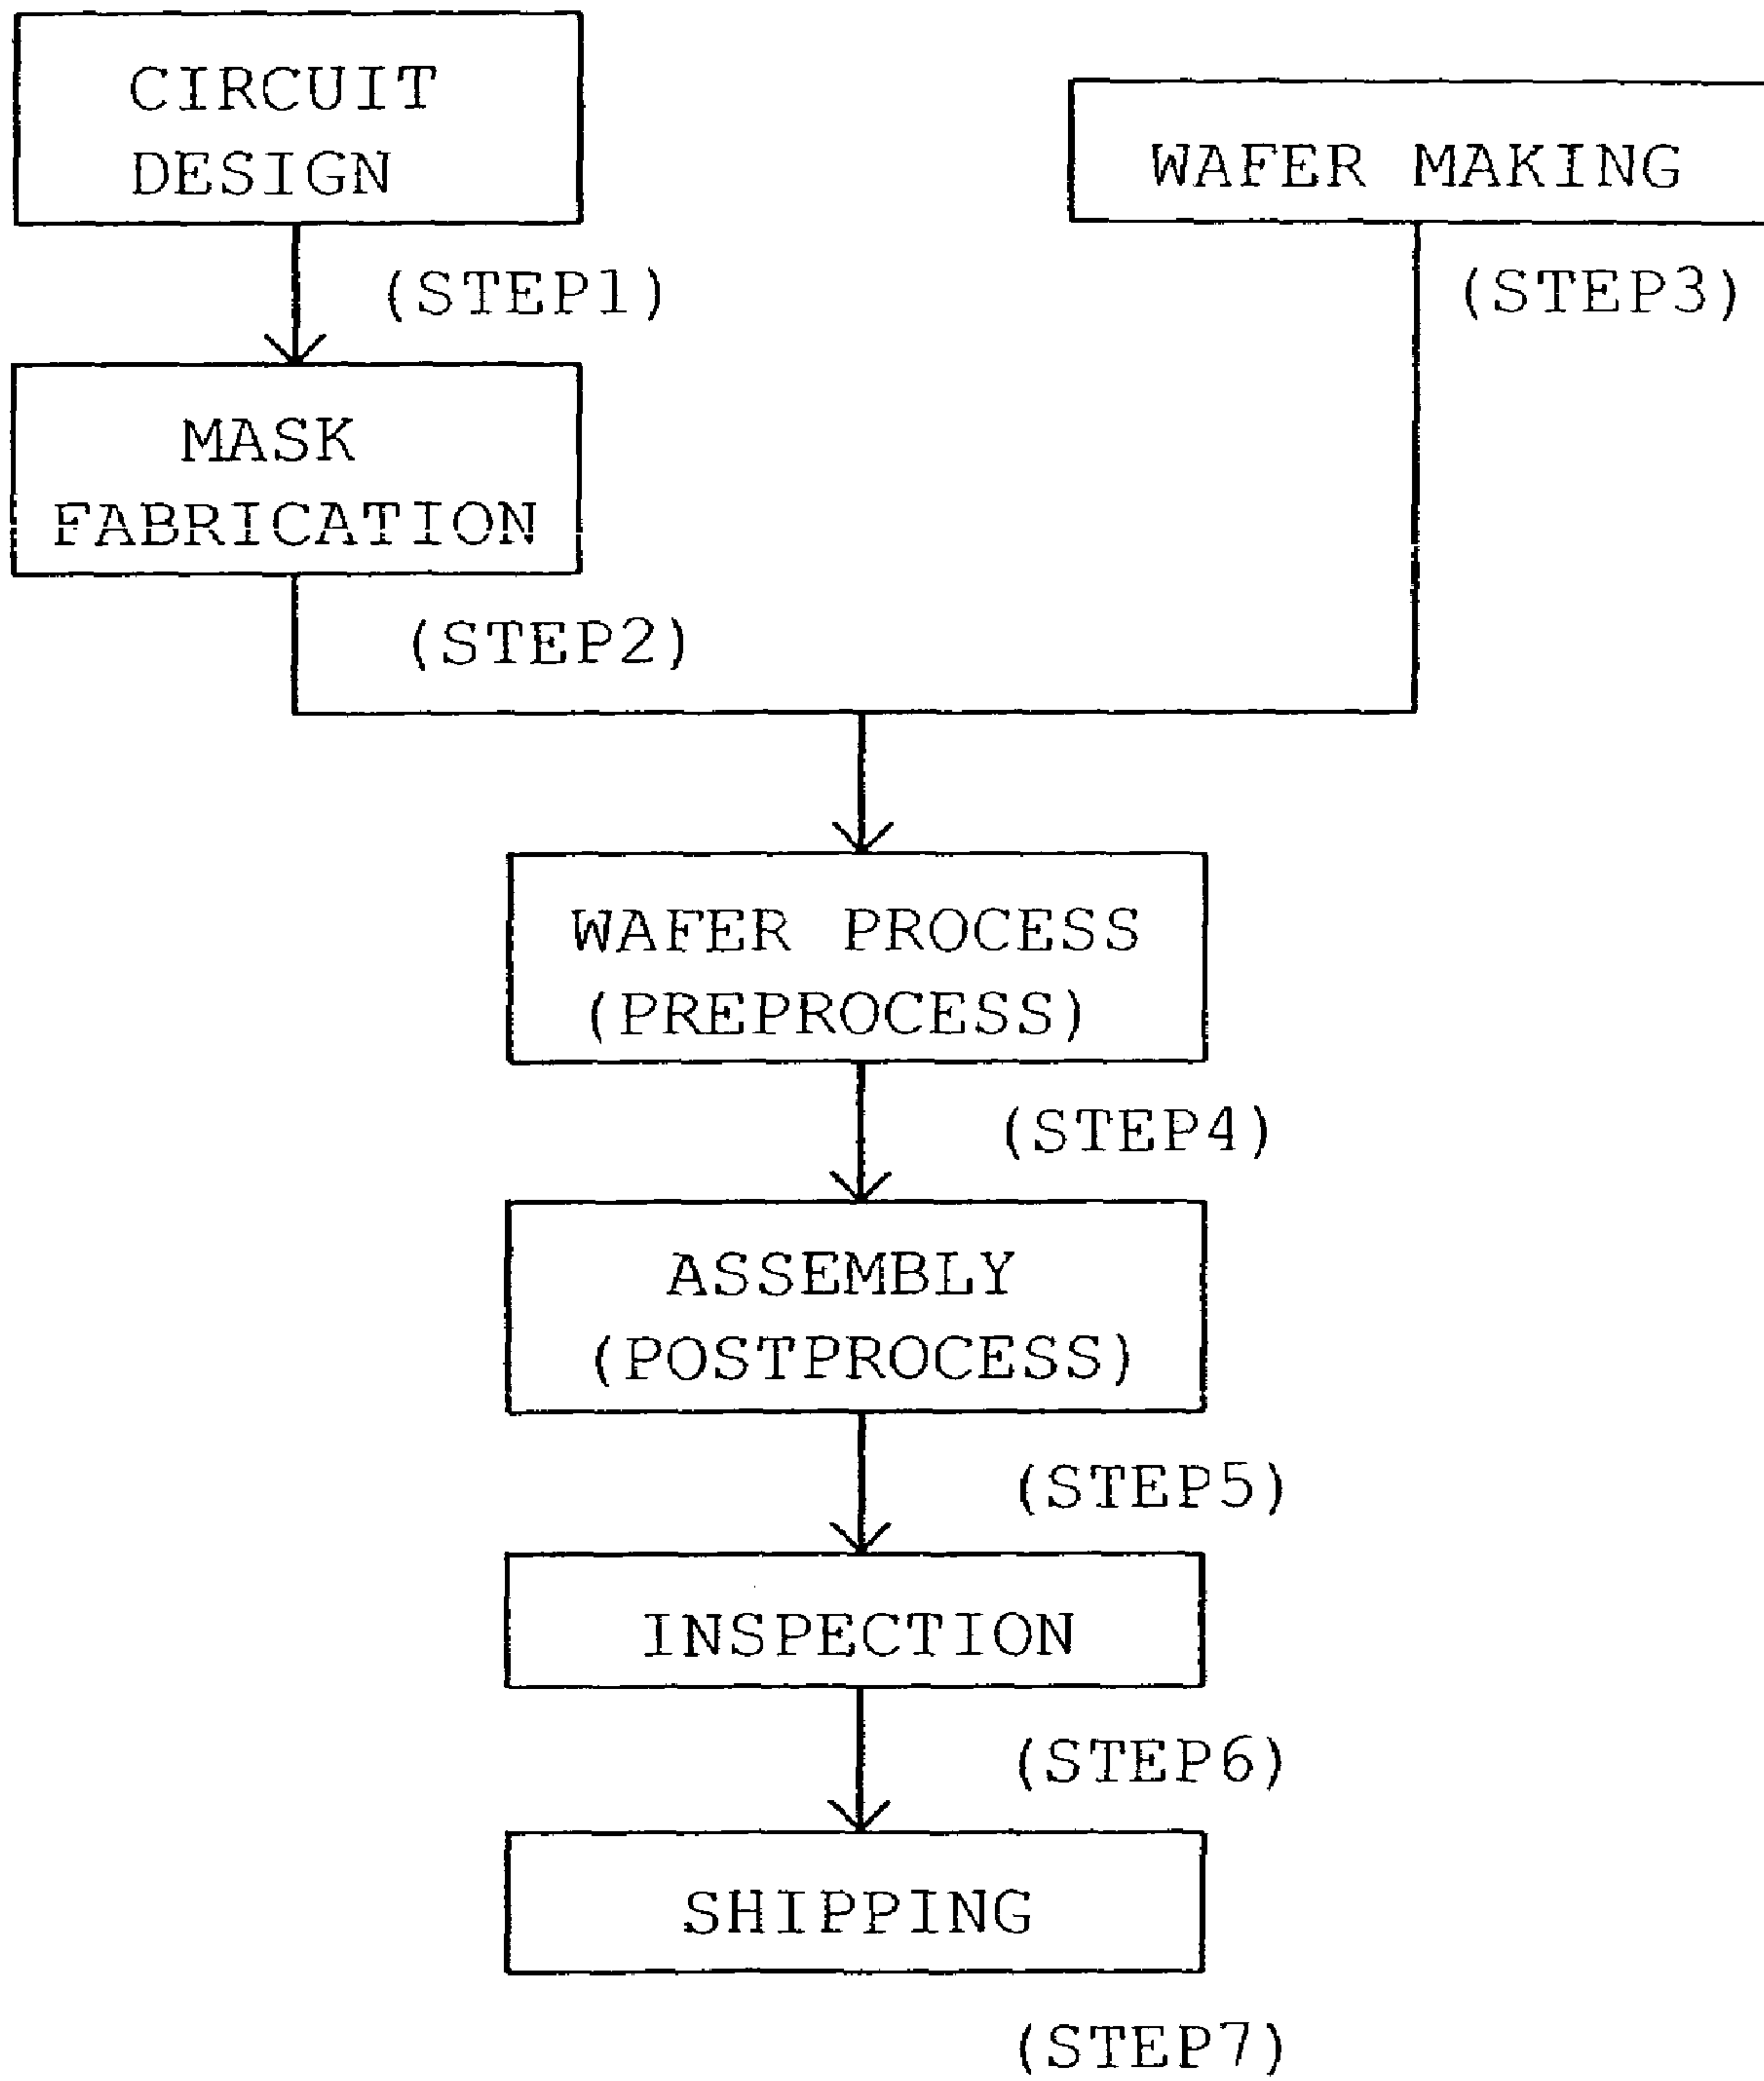 CIRCUIT
DESIGN
(STEP1)
MASK
FABRICATION
(STEP2)
WAFER MAKING
(STEP3)
WAFER PROCESS
(PREPROCESS)
(STEP4)
ASSEMBLY
(POSTPROCESS)
(STEP5)
INSPECTION
(STEP6)
SHIPPING
(STEP7)